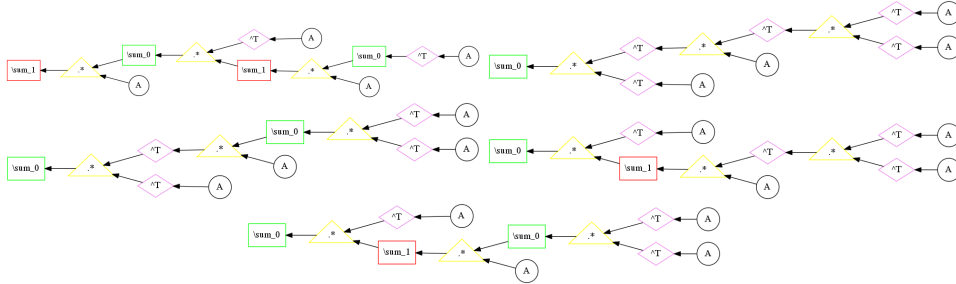 ^T A
\sum_0 .* \sum_0 ^T A
\sum_1 .* \sum_1 .*
A A
^T A
^T .*
^T .* ^T A
\sum_0 .* A
^T A
^T A
\sum_0 .*
^T .* ^T A
\sum_0 .* A
^T A
^T A ^T A
\sum_0 .* ^T .*
\sum_1 .* ^T A
A
^T A ^T A
\sum_0 .* \sum_0 .*
\sum_1 .* ^T A
A